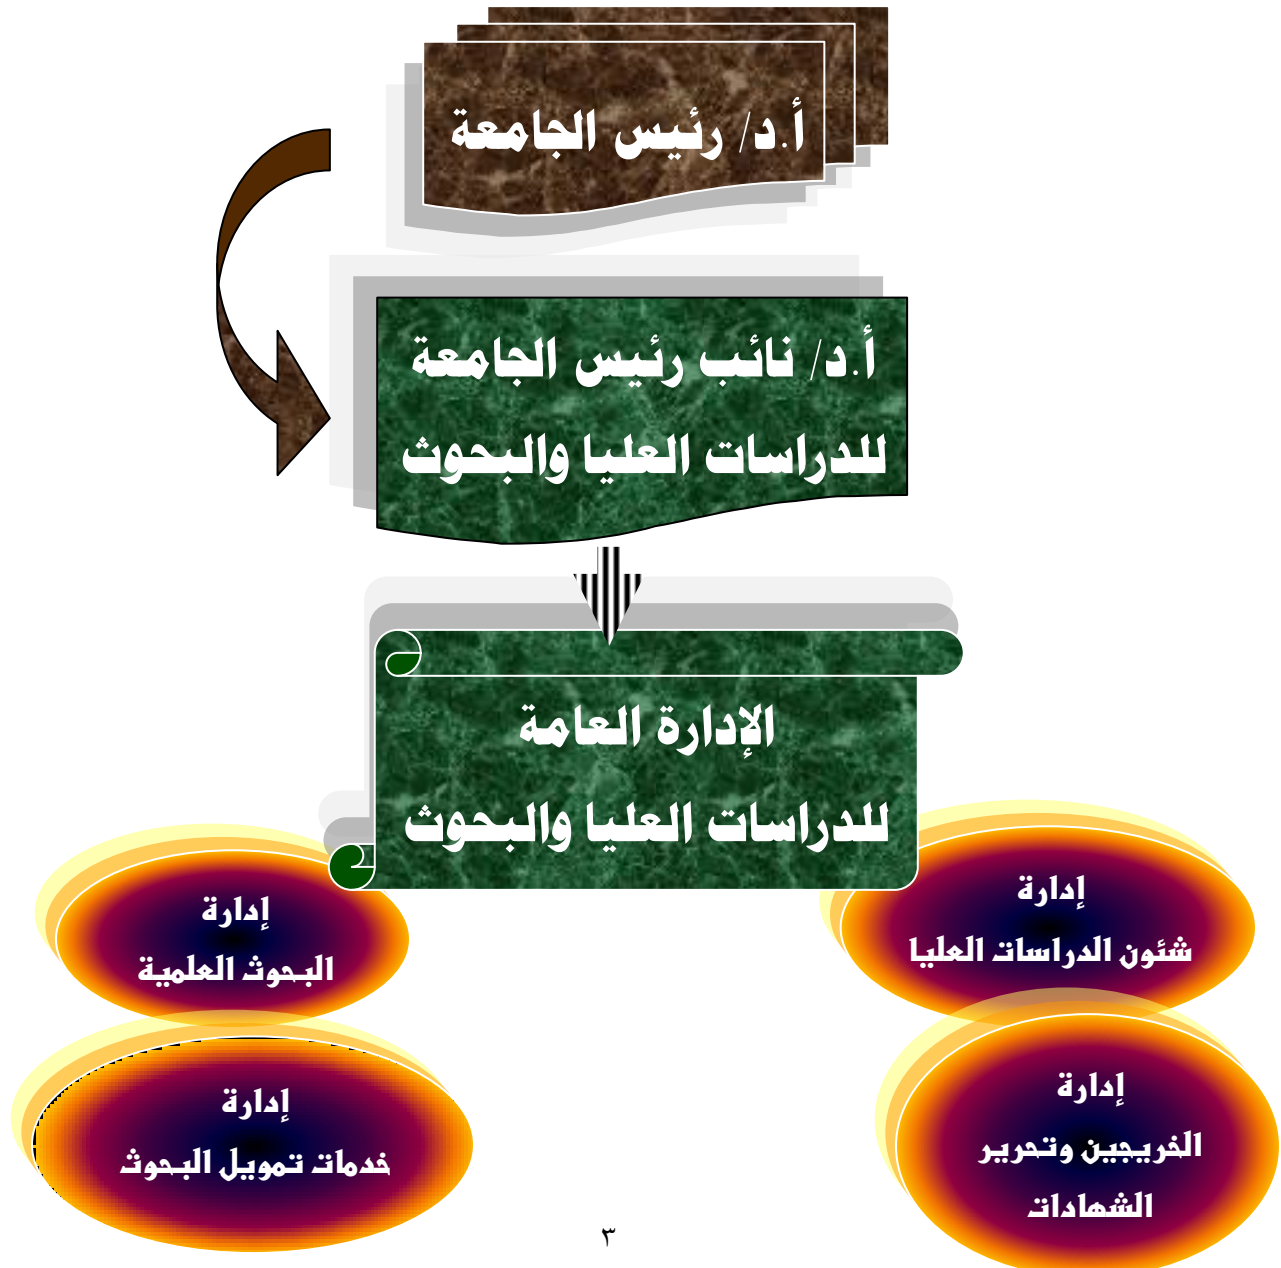 أ.د/ رئيس الجامعة
أ.د/ نائب رئيس الجامعة
للدراسات العليا والبحوث
الإدارة العامة
للدراسات العليا والبحوث
إدارة
شئون الدراسات العليا
إدارة
البحوث العلمية
إدارة
الخريجين وتحرير
الشهادات
إدارة
خدمات تمويل البحوث
٣